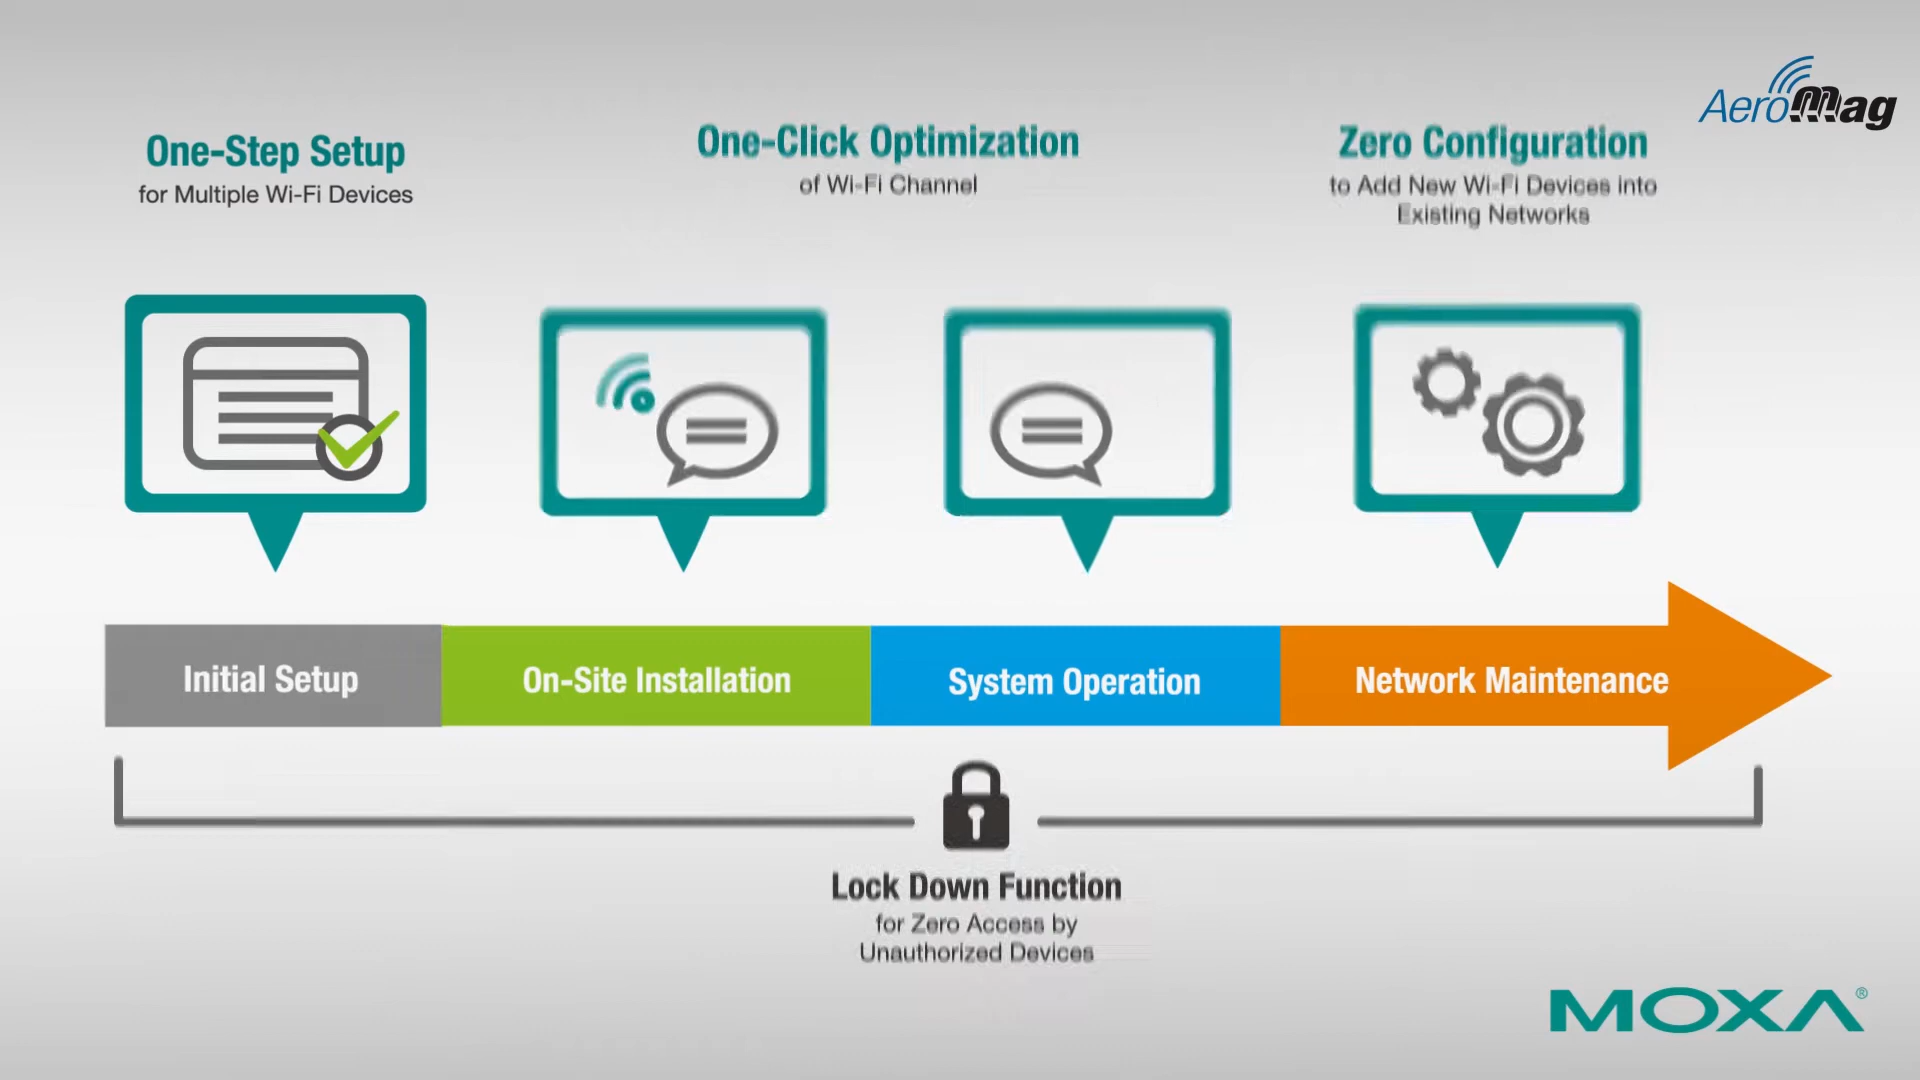 AeroMag
One-Step Setup
for Multiple Wi-Fi Devices
One-Click Optimization
of Wi-Fi Channel
Zero Configuration
to Add New Wi-Fi Devices into
Existing Networks
Initial Setup
On-Site Installation
System Operation
Network Maintenance
Lock Down Function
for Zero Access by
Unauthorized Devices
MOXA®